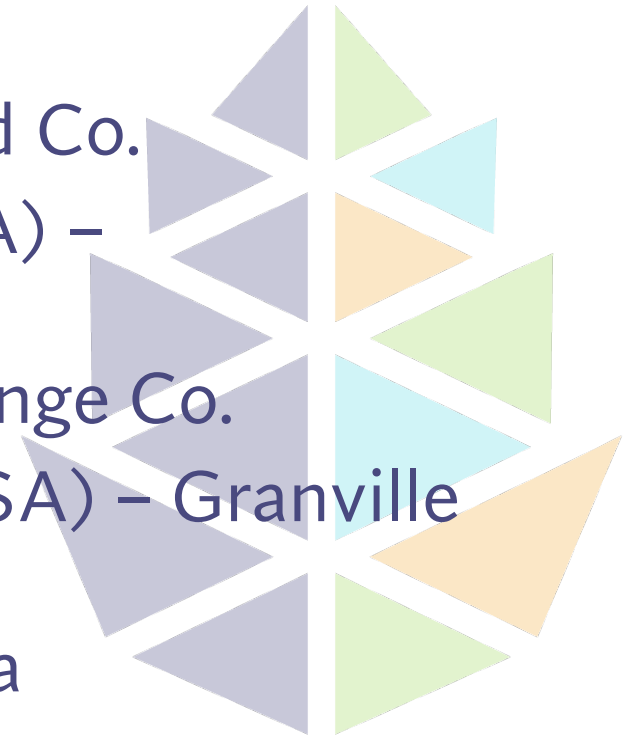 d Co.
A) –
nge Co.
SA) – Granville
a